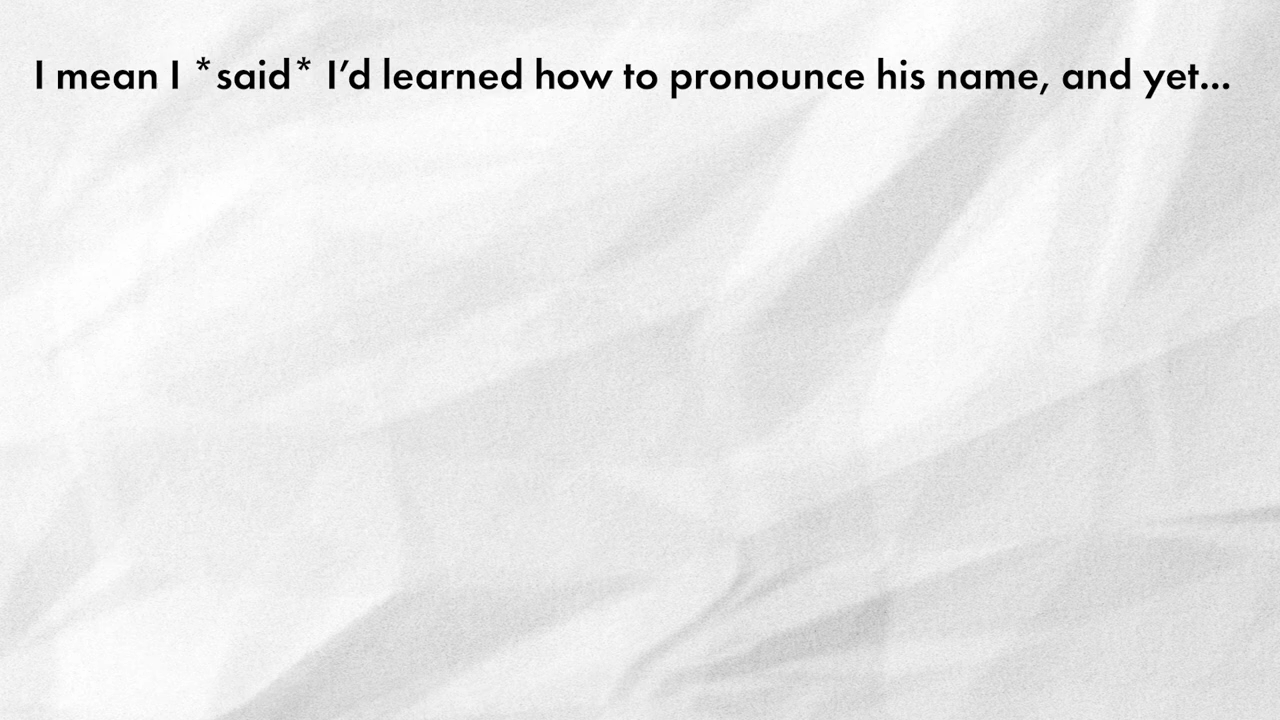 I mean I *said* I’d learned how to pronounce his name, and yet...